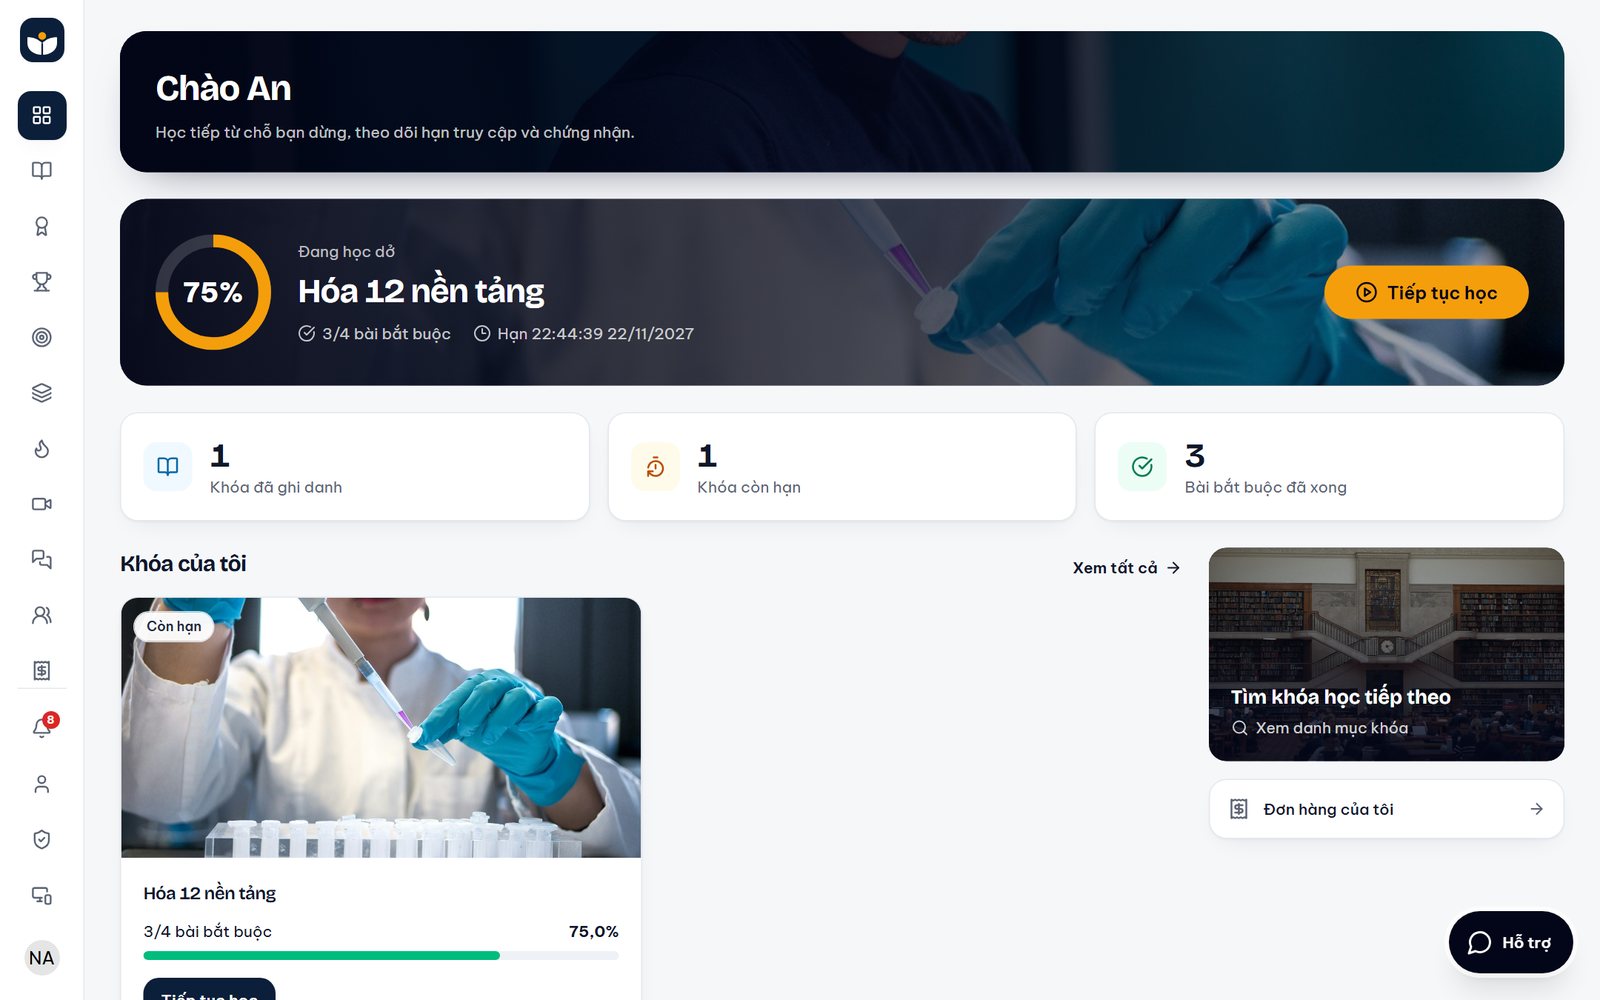 Chào An
Học tiếp từ chỗ bạn dừng, theo dõi hạn truy cập và chứng nhận.
75%
Đang học dở
Hóa 12 nền tảng
3/4 bài bắt buộc
Hạn 22:44:39 22/11/2027
Tiếp tục học
1
Khóa đã ghi danh
1
Khóa còn hạn
3
Bài bắt buộc đã xong
Khóa của tôi
Xem tất cả
Còn hạn
Hóa 12 nền tảng
3/4 bài bắt buộc
75,0%
Tiếp tục học
Tìm khóa học tiếp theo
Xem danh mục khóa
Đơn hàng của tôi
Hỗ trợ
8
NA